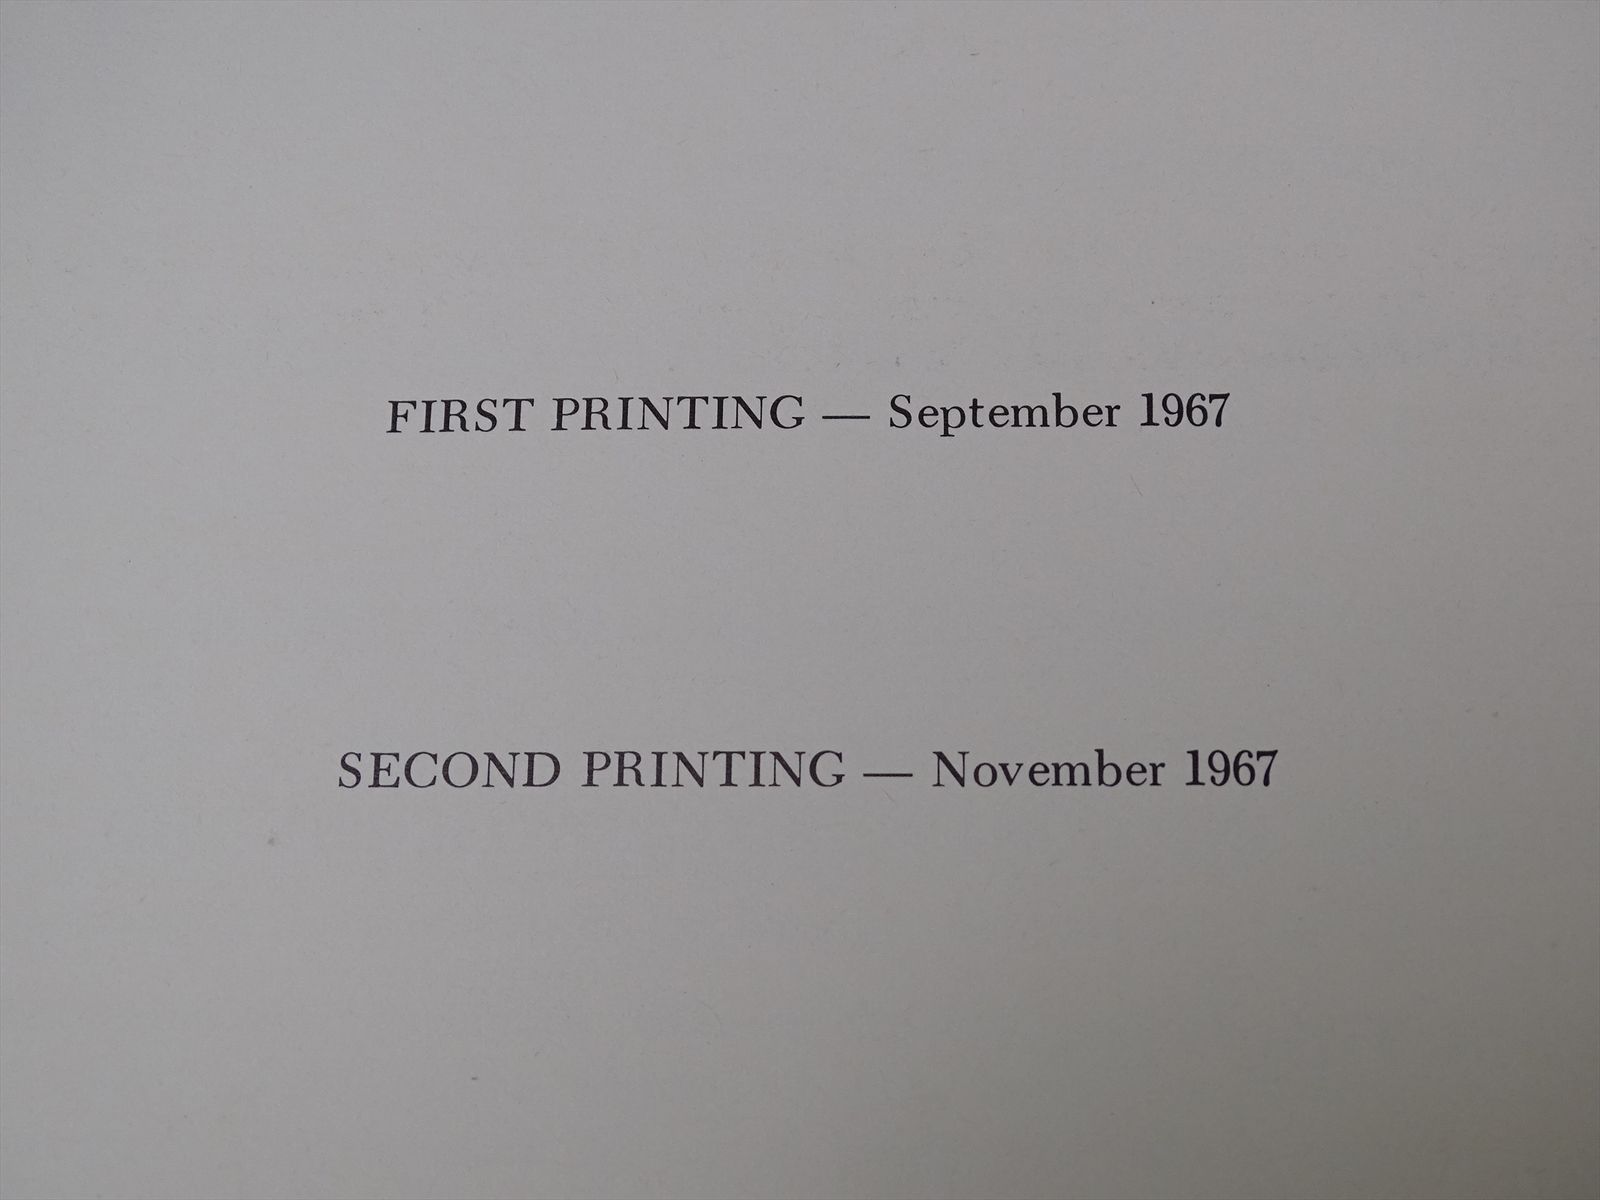 FIRST PRINTING — September 1967
SECOND PRINTING — November 1967